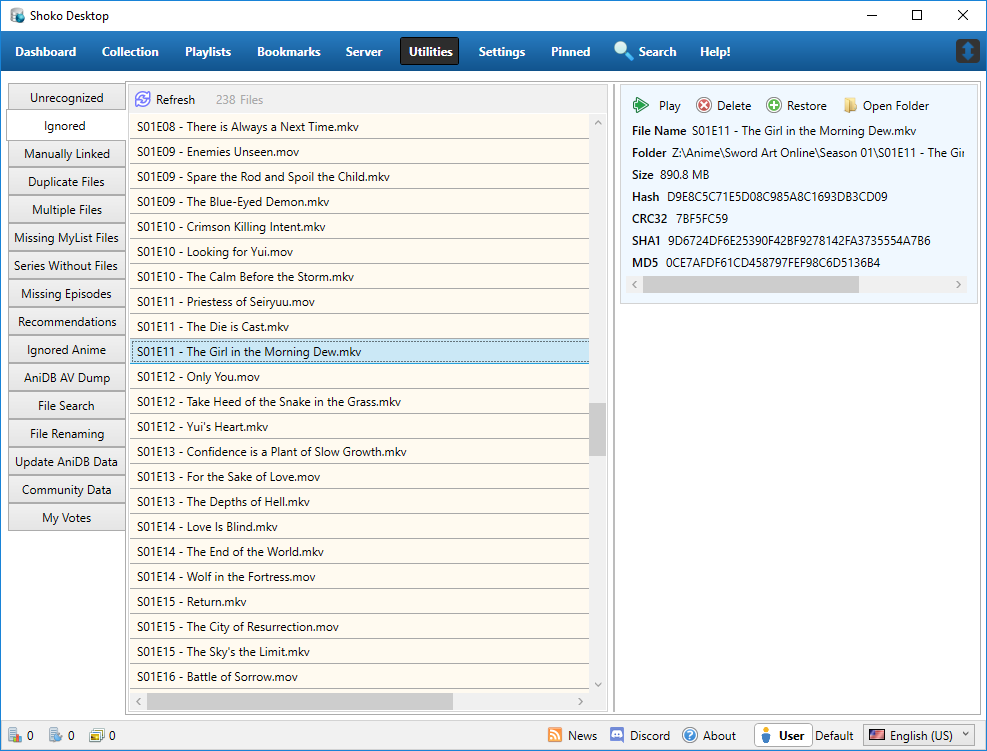 Shoko Desktop
Dashboard Collection Playlists Bookmarks Server Utilities Settings Pinned Search Help!
Unrecognized
Ignored
Manually Linked
Duplicate Files
Multiple Files
Missing MyList Files
Series Without Files
Missing Episodes
Recommendations
Ignored Anime
AniDB AV Dump
File Search
File Renaming
Update AniDB Data
Community Data
My Votes
Refresh 238 Files
S01E08 - There is Always a Next Time.mkv
S01E09 - Enemies Unseen.mov
S01E09 - Spare the Rod and Spoil the Child.mkv
S01E09 - The Blue-Eyed Demon.mkv
S01E10 - Crimson Killing Intent.mkv
S01E10 - Looking for Yui.mov
S01E10 - The Calm Before the Storm.mkv
S01E11 - Priestess of Seiryuu.mov
S01E11 - The Die is Cast.mkv
S01E11 - The Girl in the Morning Dew.mkv
S01E12 - Only You.mov
S01E12 - Take Heed of the Snake in the Grass.mkv
S01E12 - Yui's Heart.mkv
S01E13 - Confidence is a Plant of Slow Growth.mkv
S01E13 - For the Sake of Love.mov
S01E13 - The Depths of Hell.mkv
S01E14 - Love Is Blind.mkv
S01E14 - The End of the World.mkv
S01E14 - Wolf in the Fortress.mov
S01E15 - Return.mkv
S01E15 - The City of Resurrection.mov
S01E15 - The Sky's the Limit.mkv
S01E16 - Battle of Sorrow.mov
Play Delete Restore Open Folder
File Name S01E11 - The Girl in the Morning Dew.mkv
Folder Z:\Anime\Sword Art Online\Season 01\S01E11 - The Gir
Size 890.8 MB
Hash D9E8C5C71E5D08C985A8C1693DB3CD09
CRC32 7BF5FC59
SHA1 9D6724DF6E25390F42BF9278142FA3735554A7B6
MD5 0CE7AFDF61CD458797FEF98C6D5136B4
0 0 0 News Discord About User Default English (US)